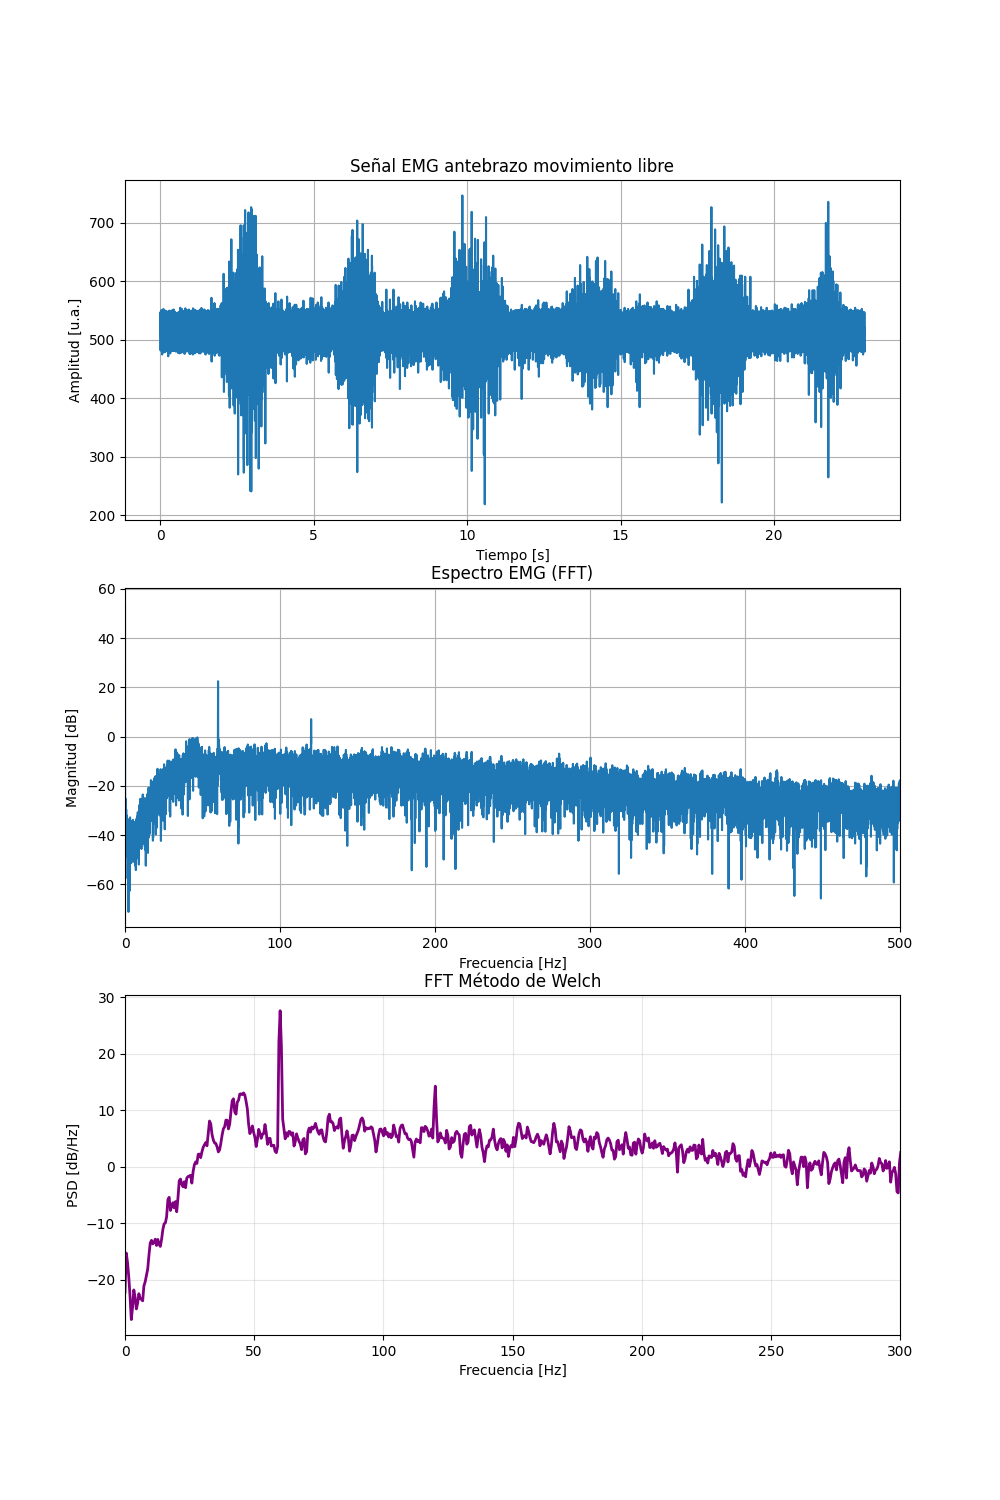 Señal EMG antebrazo movimiento libre
700
600
500
400
300
200
Amplitud [u.a.]
0 5 10 15 20
Tiempo [s]
Espectro EMG (FFT)
60
40
20
0
−20
−40
−60
Magnitud [dB]
0 100 200 300 400 500
Frecuencia [Hz]
FFT Método de Welch
30
20
10
0
−10
−20
PSD [dB/Hz]
0 50 100 150 200 250 300
Frecuencia [Hz]